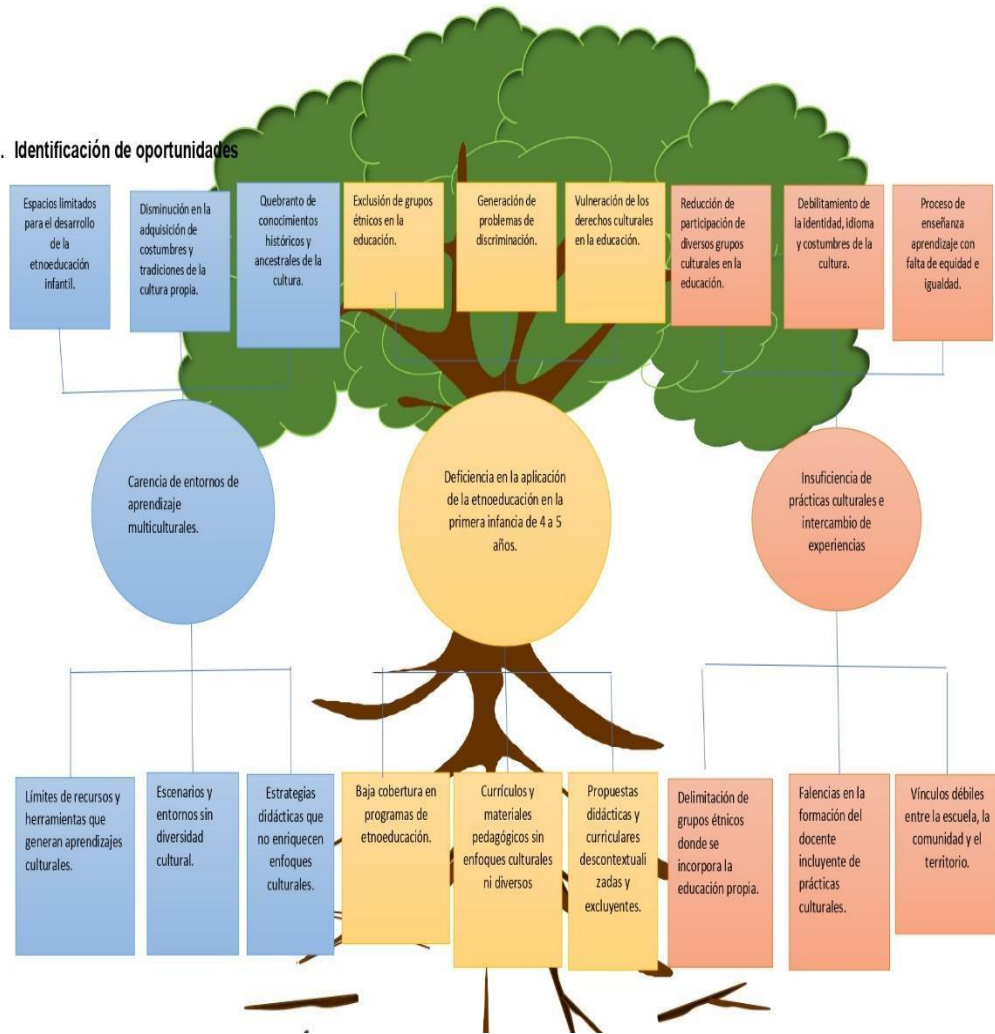 . Identificación de oportunidades
Espacios limitados
para el desarrollo
de la
etnoeducación
infantil.
Disminución en la
adquisición de
costumbres y
tradiciones de la
cultura propia.
Quebranto de
conocimientos
históricos y
ancestrales de la
cultura.
Exclusión de grupos
étnicos en la
educación.
Generación de
problemas de
discriminación.
Vulneración de los
derechos culturales
en la educación.
Reducción de
participación de
diversos grupos
culturales en la
educación.
Debilitamiento de
la identidad, idioma
y costumbres de la
cultura.
Proceso de
enseñanza
aprendizaje con
falta de equidad e
igualdad.
Carencia de entornos de
aprendizaje
multiculturales.
Deficiencia en la aplicación
de la etnoeducación en la
primera infancia de 4 a 5
años.
Insuficiencia de
prácticas culturales e
intercambio de
experiencias
Límites de recursos y
herramientas que
generan aprendizajes
culturales.
Escenarios y
entornos sin
diversidad
cultural.
Estrategias
didácticas que
no enriquecen
enfoques
culturales.
Baja cobertura en
programas de
etnoeducación.
Currículos y
materiales
pedagógicos sin
enfoques culturales
ni diversos
Propuestas
didácticas y
curriculares
descontextuali
zadas y
excluyentes.
Delimitación de
grupos étnicos
donde se
incorpora la
educación propia.
Falencias en la
formación del
docente
incluyente de
prácticas
culturales.
Vínculos débiles
entre la escuela, la
comunidad y el
territorio.